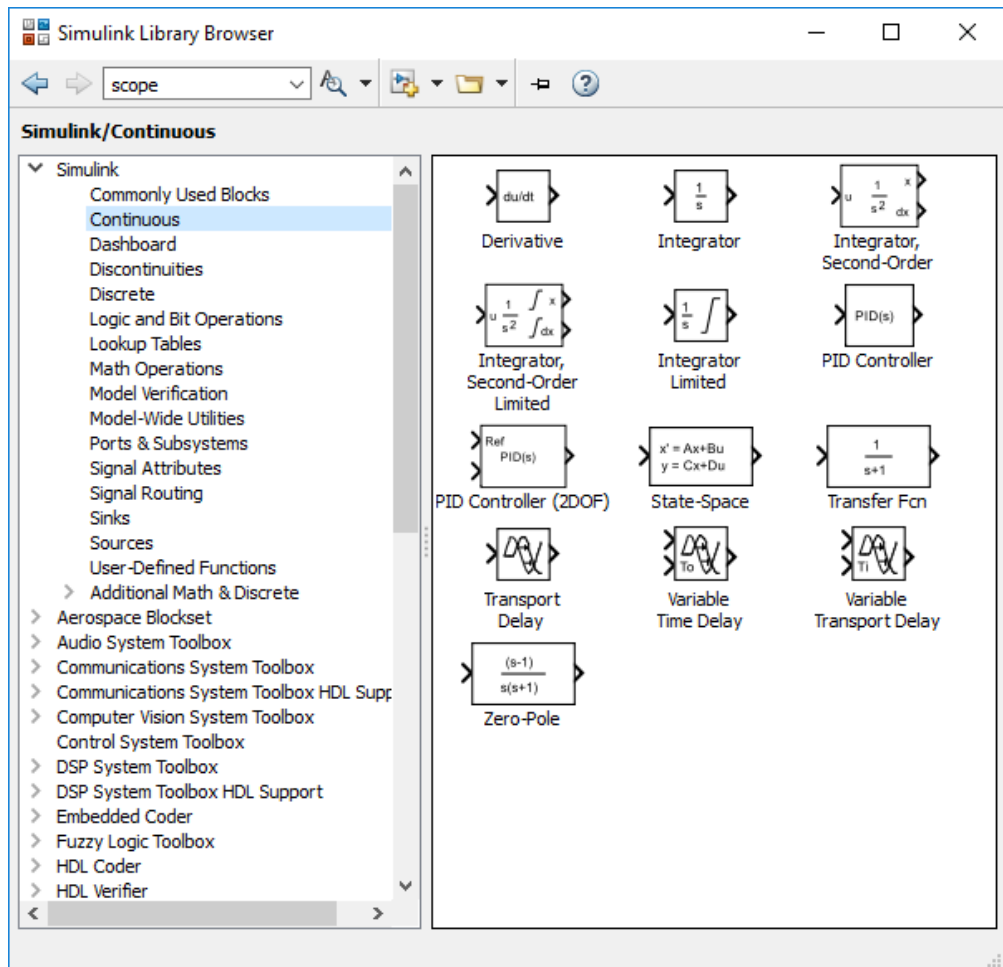 Simulink Library Browser
scope
Simulink/Continuous
Simulink
Commonly Used Blocks
Continuous
Dashboard
Discontinuities
Discrete
Logic and Bit Operations
Lookup Tables
Math Operations
Model Verification
Model-Wide Utilities
Ports & Subsystems
Signal Attributes
Signal Routing
Sinks
Sources
User-Defined Functions
Additional Math & Discrete
Aerospace Blockset
Audio System Toolbox
Communications System Toolbox
Communications System Toolbox HDL Supp
Computer Vision System Toolbox
Control System Toolbox
DSP System Toolbox
DSP System Toolbox HDL Support
Embedded Coder
Fuzzy Logic Toolbox
HDL Coder
HDL Verifier
du/dt
Derivative
1
s
Integrator
u 1 x
s² dx
Integrator,
Second-Order
u 1 ∫ x
s² ∫dx
Integrator,
Second-Order
Limited
1 ∫
s
Integrator
Limited
PID(s)
PID Controller
Ref
PID(s)
PID Controller (2DOF)
x' = Ax+Bu
y = Cx+Du
State-Space
1
s+1
Transfer Fcn
Transport
Delay
To
Variable
Time Delay
Ti
Variable
Transport Delay
(s-1)
s(s+1)
Zero-Pole